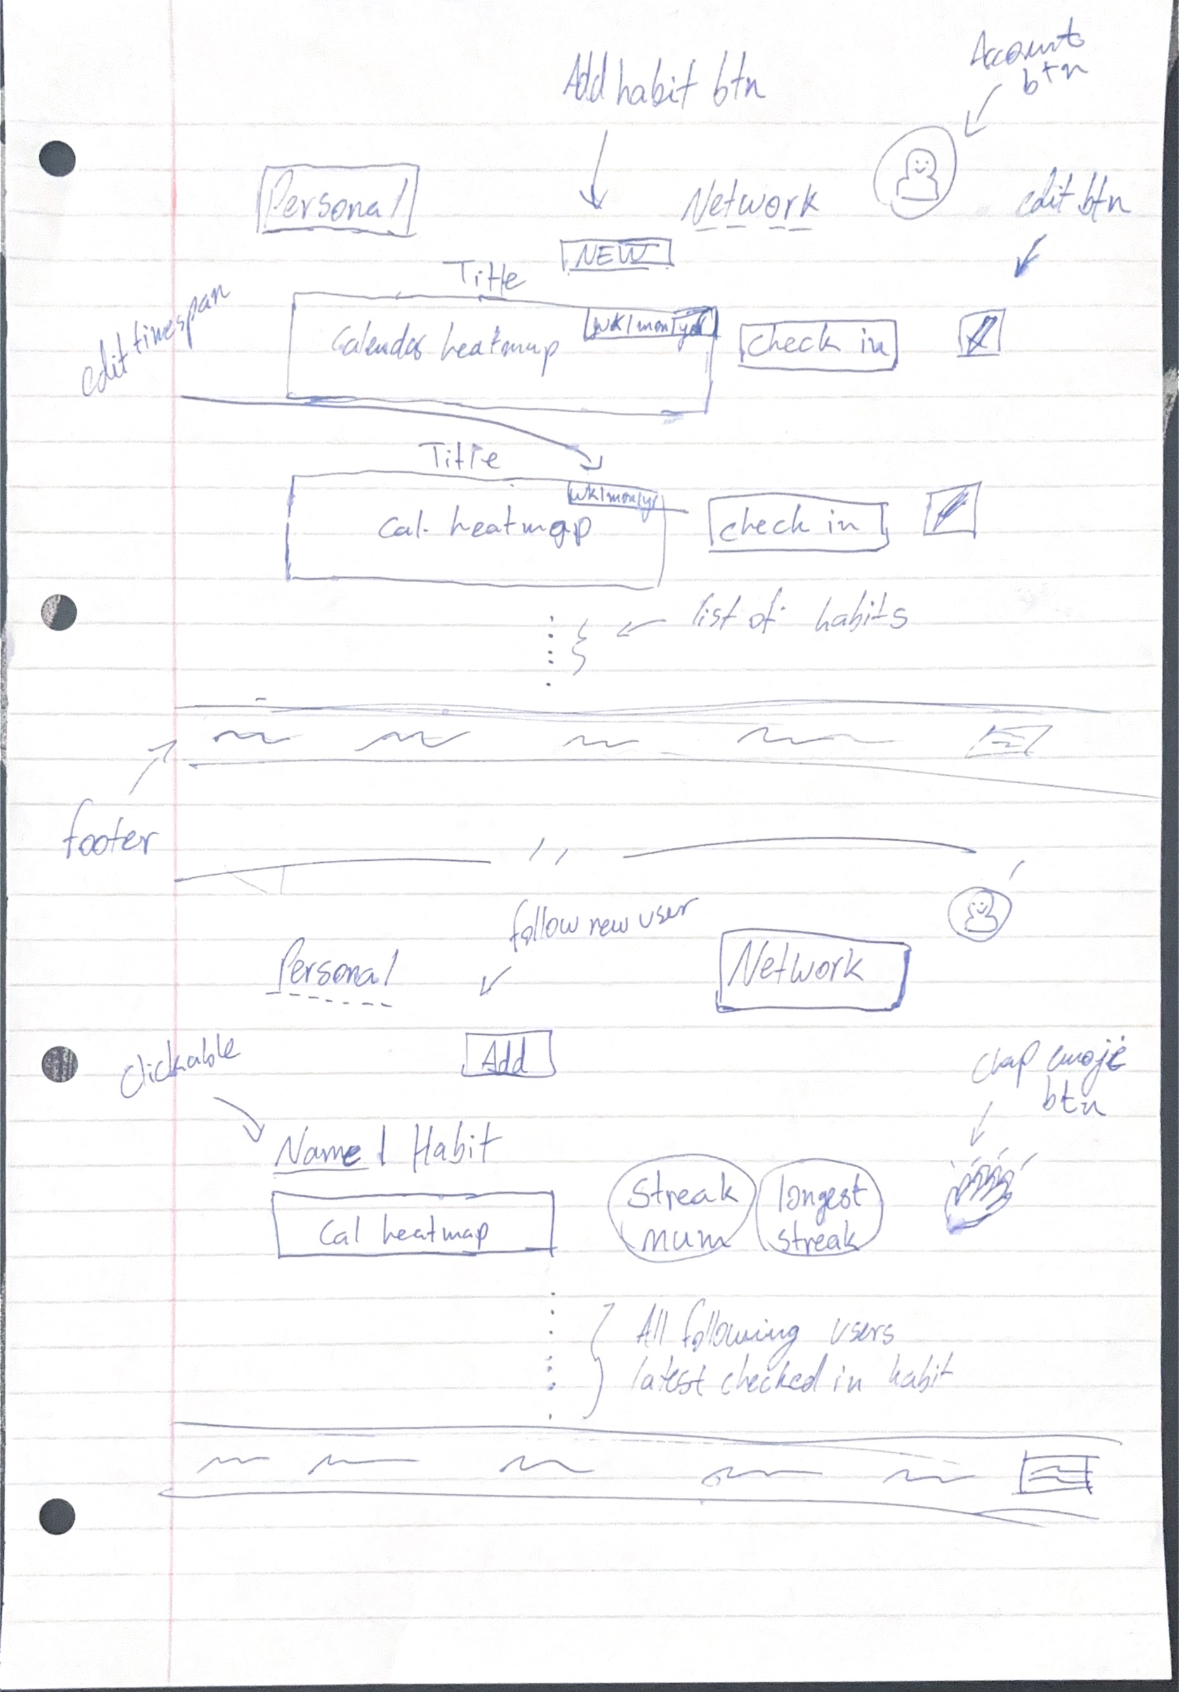 Add habit btn
Account
btn
Personal
Network
edit btn
NEW
Title
edit timespan
Calendar heatmap
wk/mon/yr
check in
Title
wk/mon/yr
Cal. heatmap
check in
list of habits
footer
follow new user
Personal
Network
clickable
Add
clap emoji
btn
Name | Habit
Cal heatmap
Streak
num
longest
streak
All following users
latest checked in habit